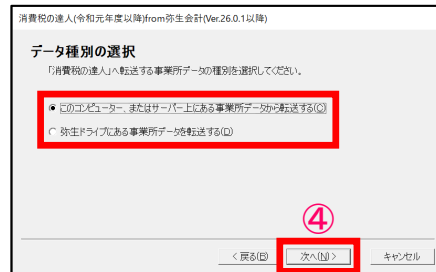 消費税の達人(令和元年度以降)from弥生会計(Ver.26.0.1以降)
データ種別の選択
「消費税の達人」へ転送する事業所データの種別を選択してください。
このコンピューター、またはサーバー上にある事業所データから転送する(C)
弥生ドライブにある事業所データを転送する(D)
④
< 戻る(B) 次へ(N) > キャンセル